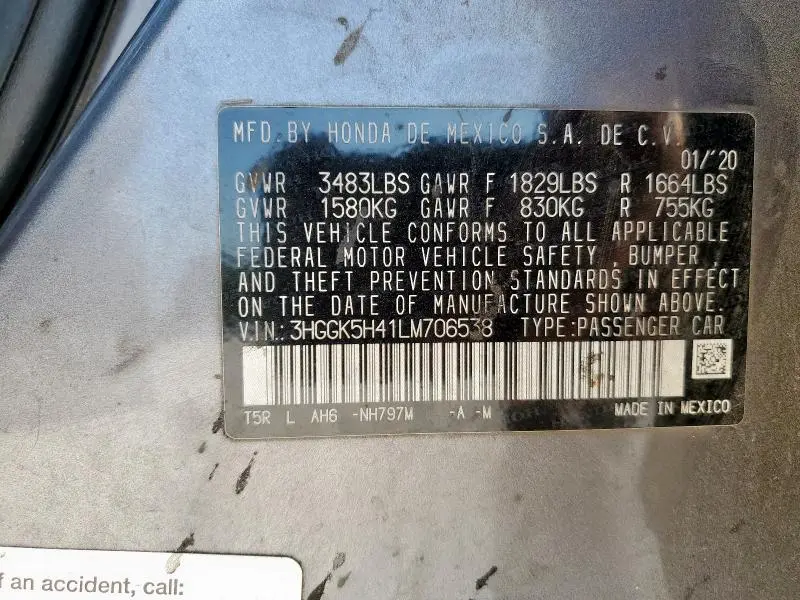 MFD. BY HONDA DE MEXICO S.A. DE C.V.
01/'20
GVWR 3483LBS GAWR F 1829LBS R 1664LBS
GVWR 1580KG GAWR F 830KG R 755KG
THIS VEHICLE CONFORMS TO ALL APPLICABLE
FEDERAL MOTOR VEHICLE SAFETY, BUMPER,
AND THEFT PREVENTION STANDARDS IN EFFECT
ON THE DATE OF MANUFACTURE SHOWN ABOVE.
V.IN.: 3HGGK5H41LM706538 TYPE:PASSENGER CAR
T5R L AH6 -NH797M -A -M MADE IN MEXICO
f an accident, call: